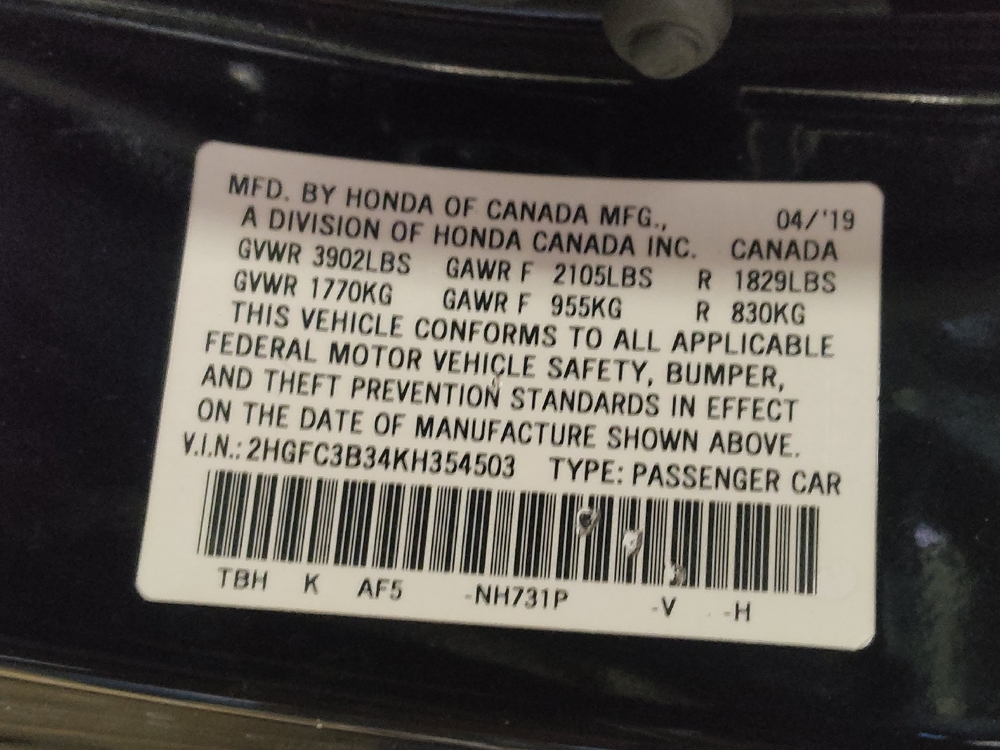 MFD. BY HONDA OF CANADA MFG., 04/'19
A DIVISION OF HONDA CANADA INC. CANADA
GVWR 3902LBS GAWR F 2105LBS R 1829LBS
GVWR 1770KG GAWR F 955KG R 830KG
THIS VEHICLE CONFORMS TO ALL APPLICABLE
FEDERAL MOTOR VEHICLE SAFETY, BUMPER,
AND THEFT PREVENTION STANDARDS IN EFFECT
ON THE DATE OF MANUFACTURE SHOWN ABOVE.
V.I.N.: 2HGFC3B34KH354503 TYPE: PASSENGER CAR
TBH K AF5 -NH731P -V -H